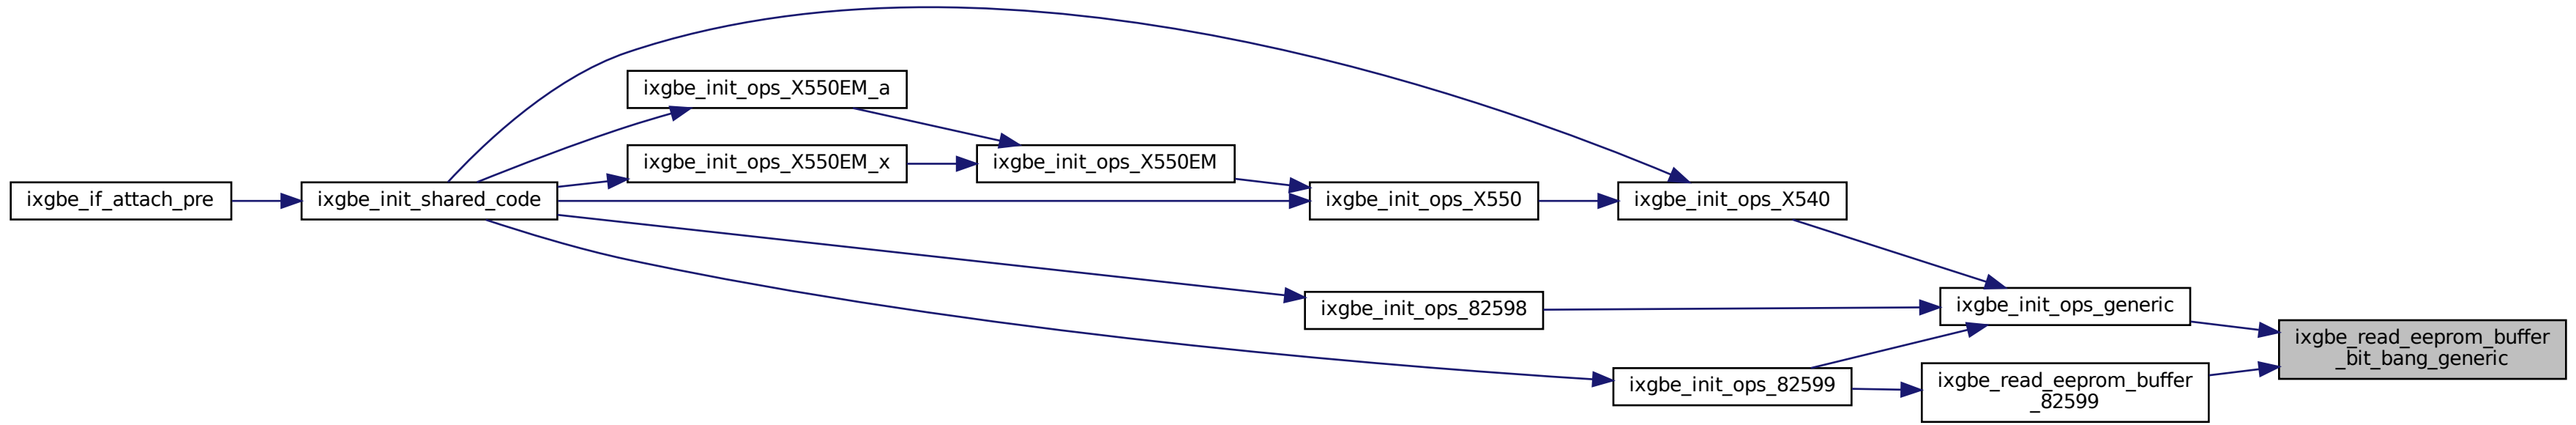 ixgbe_init_ops_X550EM_a
ixgbe_init_ops_X550EM_x
ixgbe_init_ops_X550EM
ixgbe_if_attach_pre
ixgbe_init_shared_code
ixgbe_init_ops_X550
ixgbe_init_ops_X540
ixgbe_init_ops_82598
ixgbe_init_ops_generic
ixgbe_read_eeprom_buffer
_bit_bang_generic
ixgbe_init_ops_82599
ixgbe_read_eeprom_buffer
_82599